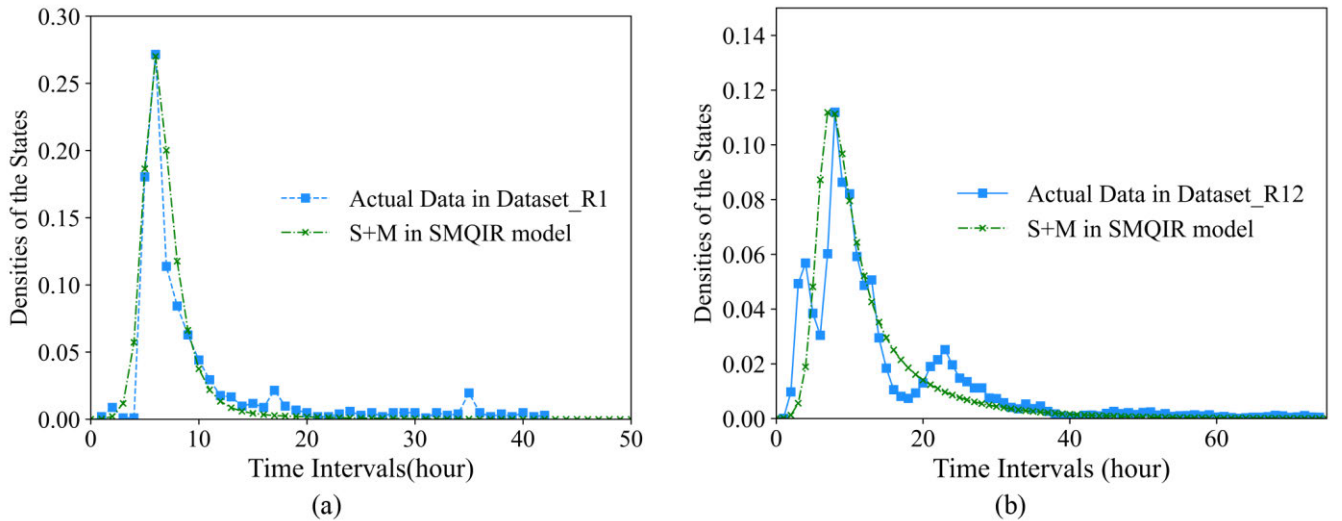 0.30
0.25
0.20
0.15
0.10
0.05
0.00
Densities of the States
Actual Data in Dataset_R1
S+M in SMQIR model
0 10 20 30 40 50
Time Intervals(hour)
(a)
0.14
0.12
0.10
0.08
0.06
0.04
0.02
0.00
Densities of the States
Actual Data in Dataset_R12
S+M in SMQIR model
0 20 40 60
Time Intervals (hour)
(b)